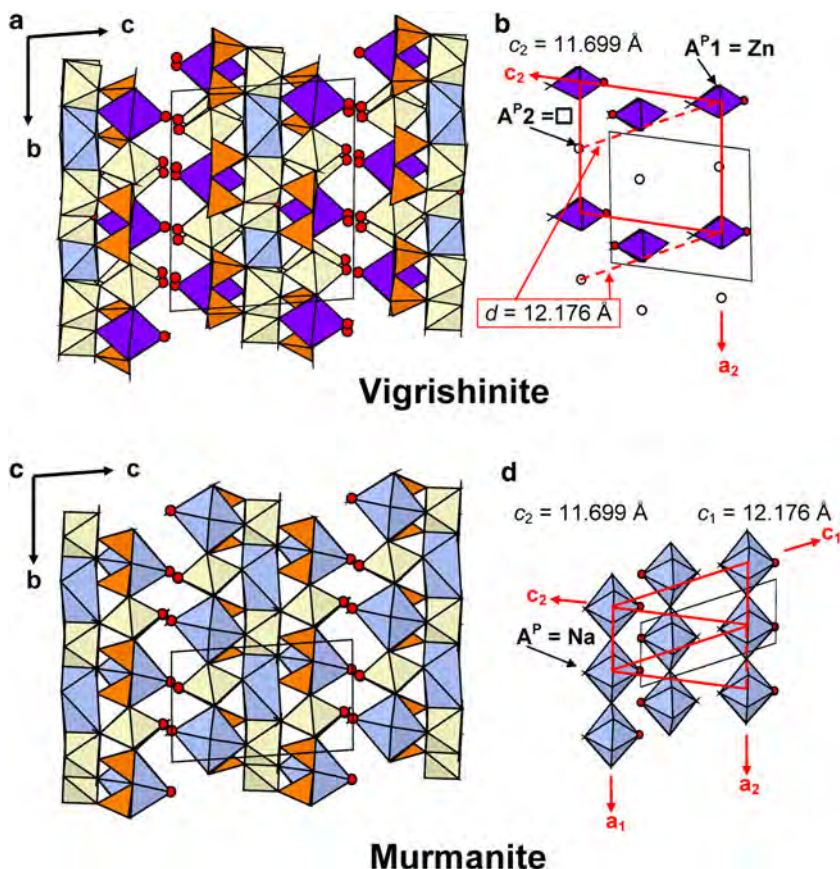 a
c
b
b
c₂ = 11.699 Å
Aᴾ1 = Zn
c₂
Aᴾ2 = □
d = 12.176 Å
a₂
Vigrishinite
c
c
b
d
c₂ = 11.699 Å c₁ = 12.176 Å
c₁
c₂
Aᴾ = Na
a₂
a₁
Murmanite